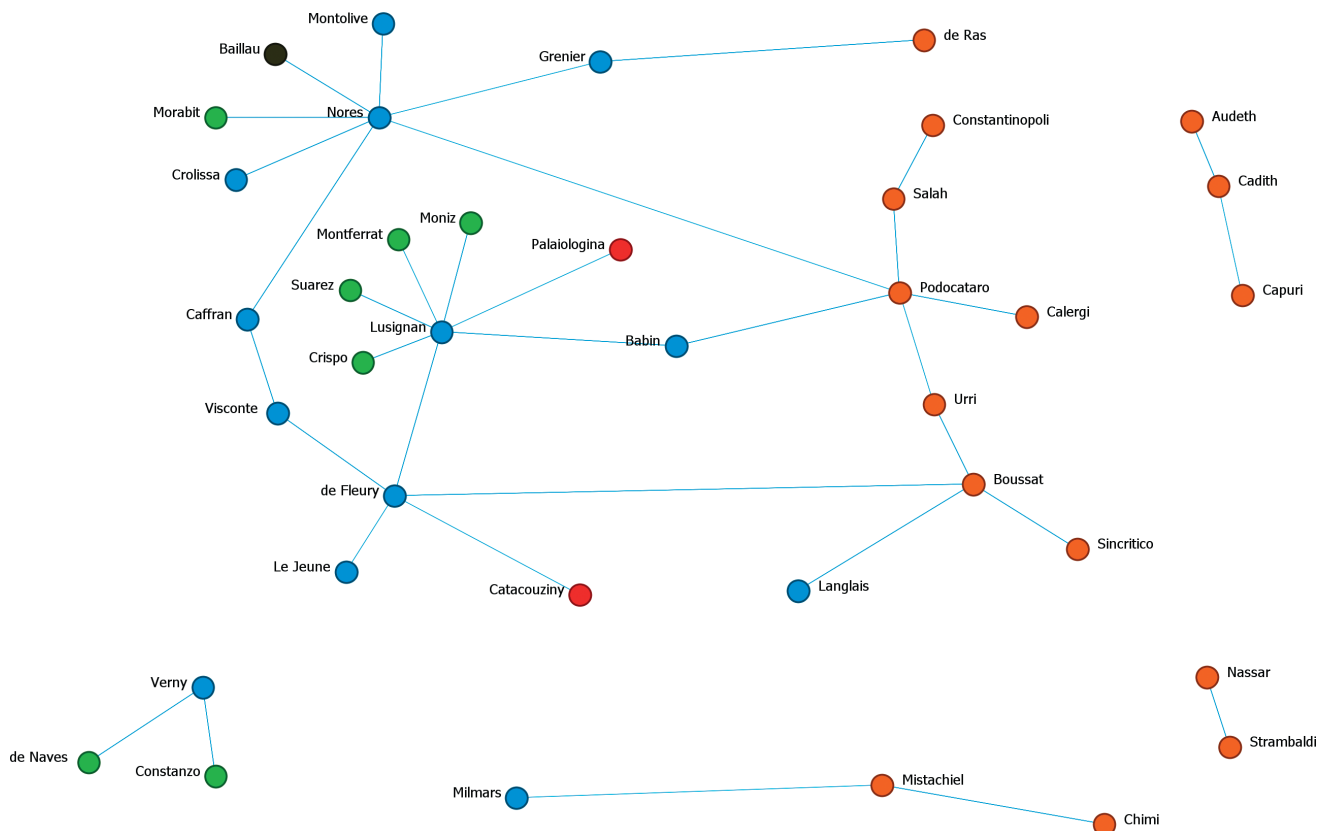 Montolive
de Ras
Baillau
Grenier
Morabit
Nores
Constantinopoli
Audeth
Crolissa
Cadith
Salah
Moniz
Montferrat
Palaiologina
Suarez
Podocataro
Capuri
Caffran
Calergi
Lusignan
Babin
Crispo
Urri
Visconte
de Fleury
Boussat
Sincritico
Le Jeune
Catacouziny
Langlais
Nassar
Verny
Strambaldi
de Naves
Constanzo
Mistachiel
Milmars
Chimi